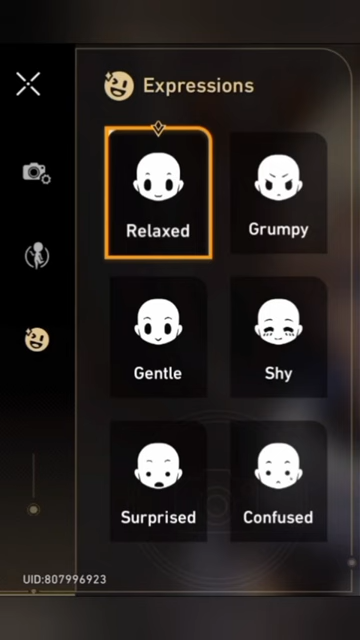 Expressions
Relaxed
Grumpy
Gentle
Shy
Surprised
Confused
UID:807996923